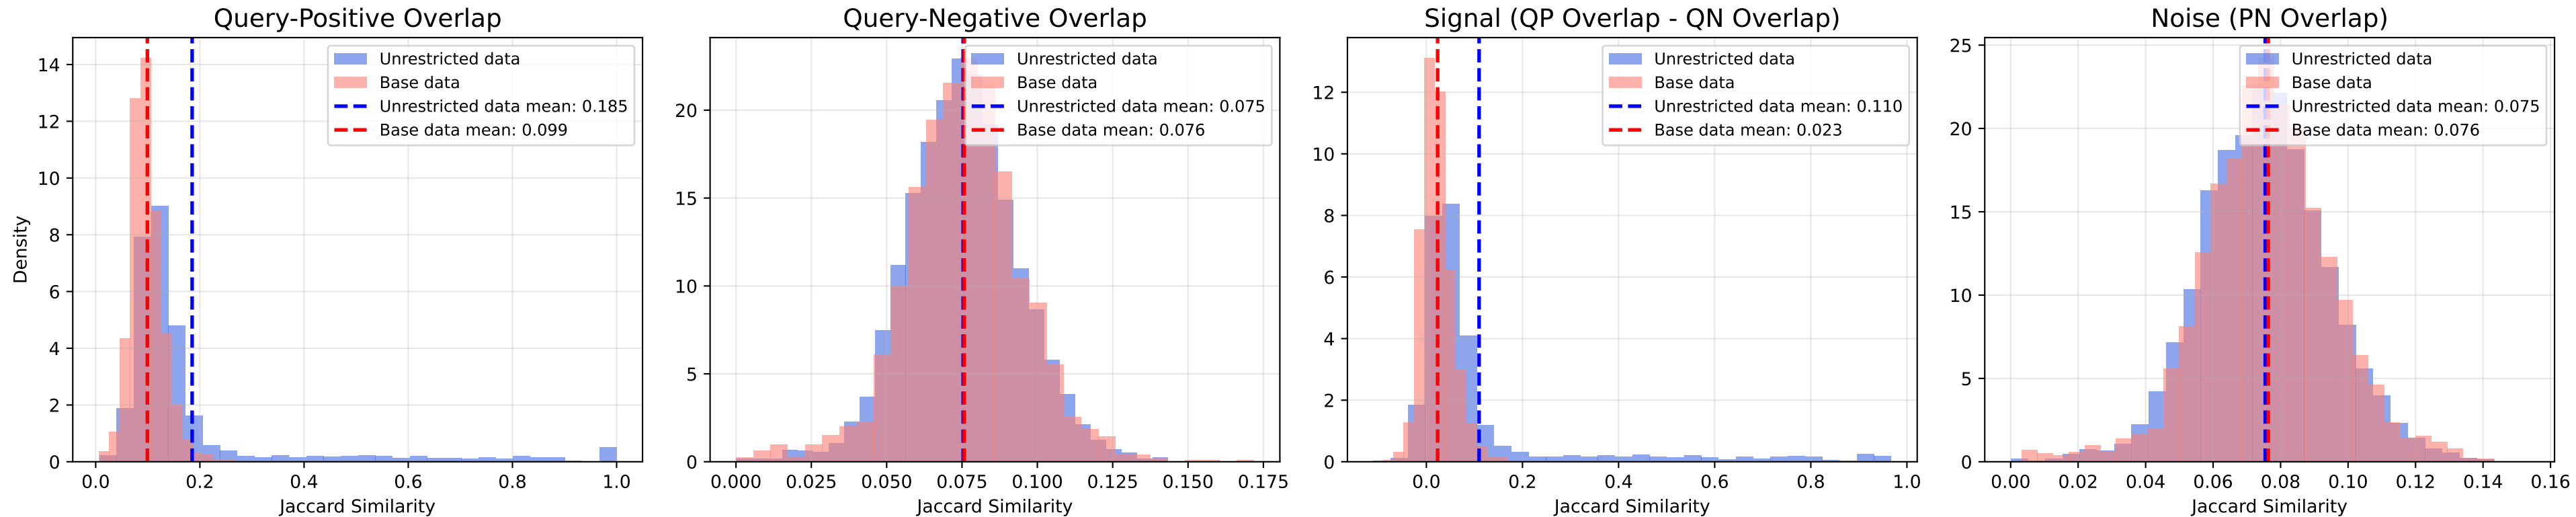 Query-Positive Overlap
Density
14
12
10
8
6
4
2
0
0.0 0.2 0.4 0.6 0.8 1.0
Jaccard Similarity
Unrestricted data
Base data
Unrestricted data mean: 0.185
Base data mean: 0.099
Query-Negative Overlap
20
15
10
5
0
0.000 0.025 0.050 0.075 0.100 0.125 0.150 0.175
Jaccard Similarity
Unrestricted data
Base data
Unrestricted data mean: 0.075
Base data mean: 0.076
Signal (QP Overlap - QN Overlap)
12
10
8
6
4
2
0
0.0 0.2 0.4 0.6 0.8 1.0
Jaccard Similarity
Unrestricted data
Base data
Unrestricted data mean: 0.110
Base data mean: 0.023
Noise (PN Overlap)
25
20
15
10
5
0
0.00 0.02 0.04 0.06 0.08 0.10 0.12 0.14 0.16
Jaccard Similarity
Unrestricted data
Base data
Unrestricted data mean: 0.075
Base data mean: 0.076